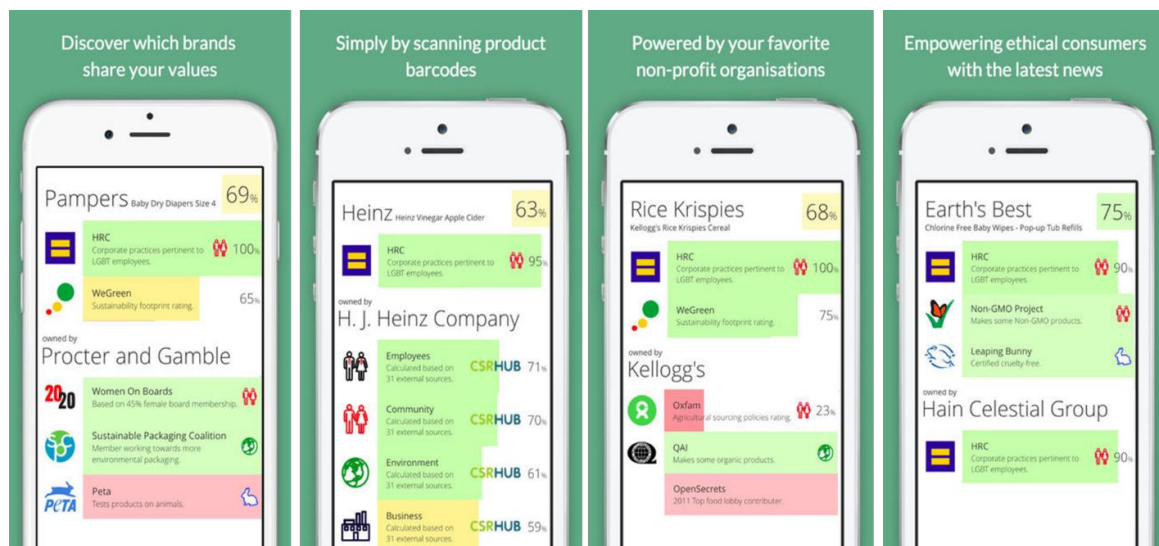 Discover which brands
share your values
Pampers Baby Dry Diapers Size 4 69%
HRC
Corporate practices pertinent to
LGBT employees.
100%
WeGreen
Sustainability footprint rating.
65%
owned by
Procter and Gamble
2020
Women On Boards
Based on 45% female board membership.
Sustainable Packaging Coalition
Member working towards more
environmental packaging.
PETA
Peta
Tests products on animals.
Simply by scanning product
barcodes
Heinz Heinz Vinegar Apple Cider 63%
HRC
Corporate practices pertinent to
LGBT employees.
95%
owned by
H. J. Heinz Company
Employees
Calculated based on
31 external sources.
CSRHUB 71%
Community
Calculated based on
31 external sources.
CSRHUB 70%
Environment
Calculated based on
31 external sources.
CSRHUB 61%
Business
Calculated based on
31 external sources.
CSRHUB 59%
Powered by your favorite
non-profit organisations
Rice Krispies 68%
Kellogg's Rice Krispies Cereal
HRC
Corporate practices pertinent to
LGBT employees.
100%
WeGreen
Sustainability footprint rating.
75%
owned by
Kellogg's
Oxfam
Agricultural sourcing policies rating.
23%
QAI
Makes some organic products.
OpenSecrets
2011 Top food lobby contributer.
Empowering ethical consumers
with the latest news
Earth's Best 75%
Chlorine Free Baby Wipes - Pop-up Tub Refills
HRC
Corporate practices pertinent to
LGBT employees.
90%
Non-GMO Project
Makes some Non-GMO products.
Leaping Bunny
Certified cruelty-free.
owned by
Hain Celestial Group
HRC
Corporate practices pertinent to
LGBT employees.
90%